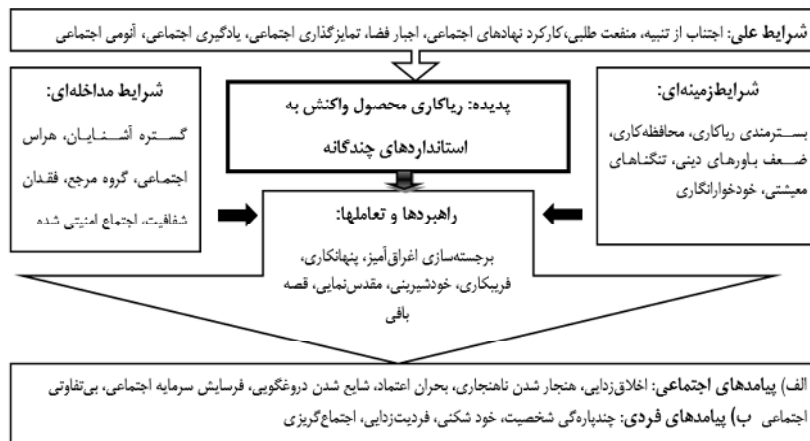 شرایط علی: اجتناب از تنبیه، منفعت طلبی، کارکرد نهادهای اجتماعی، اجبار فضا، تمایزگذاری اجتماعی، یادگیری اجتماعی، آنومی اجتماعی
شرایط‌زمینه‌ای:
بسترمندی ریاکاری، محافظه‌کاری،
ضعف باورهای دینی، تنگناهای
معیشتی، خودخوارانگاری
پدیده: ریاکاری محصول واکنش به
استانداردهای چندگانه
شرایط مداخله‌ای:
گستره آشنایان، هراس
اجتماعی، گروه مرجع، فقدان
شفافیت، اجتماع امنیتی شده
راهبردها و تعاملها:
برجسته‌سازی اغراق‌آمیز، پنهانکاری،
فریبکاری، خودشیرینی، مقدس‌نمایی، قصه
بافی
الف) پیامدهای اجتماعی: اخلاق‌زدایی، هنجار شدن ناهنجاری، بحران اعتماد، شایع شدن دروغگویی، فرسایش سرمایه اجتماعی، بی‌تفاوتی
اجتماعی ب) پیامدهای فردی: چندپاره‌گی شخصیت، خود شکنی، فردیت‌زدایی، اجتماع‌گریزی